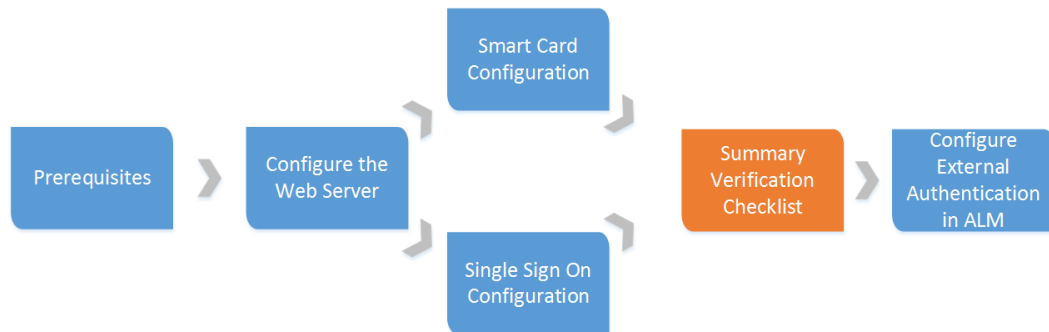 Prerequisites
Configure the
Web Server
Smart Card
Configuration
Single Sign On
Configuration
Summary
Verification
Checklist
Configure
External
Authentication
in ALM